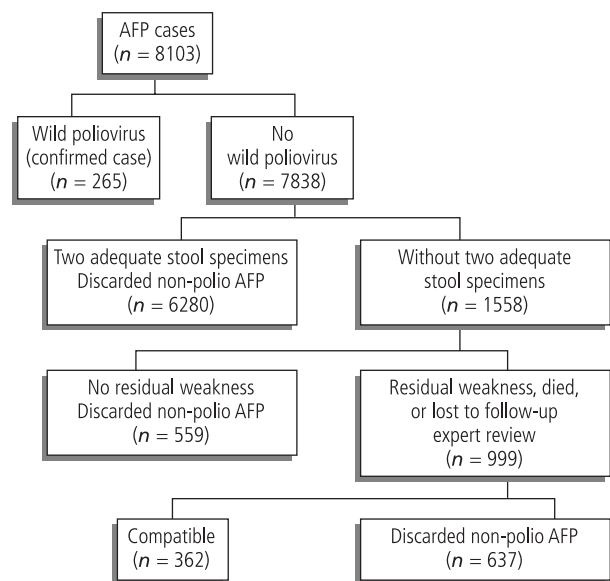 AFP cases
(n = 8103)
Wild poliovirus
(confirmed case)
(n = 265)
No
wild poliovirus
(n = 7838)
Two adequate stool specimens
Discarded non-polio AFP
(n = 6280)
Without two adequate
stool specimens
(n = 1558)
No residual weakness
Discarded non-polio AFP
(n = 559)
Residual weakness, died,
or lost to follow-up
expert review
(n = 999)
Compatible
(n = 362)
Discarded non-polio AFP
(n = 637)